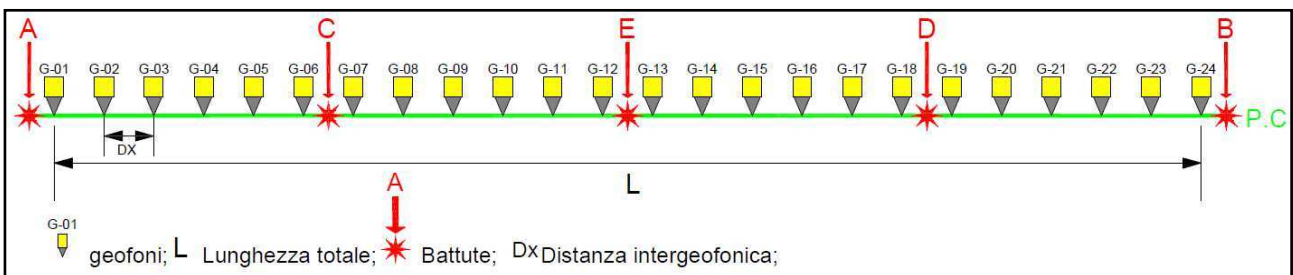 A C E D B
G-01 G-02 G-03 G-04 G-05 G-06 G-07 G-08 G-09 G-10 G-11 G-12 G-13 G-14 G-15 G-16 G-17 G-18 G-19 G-20 G-21 G-22 G-23 G-24
P.C
DX
L
A
G-01
geofoni; L Lunghezza totale; Battute; Dx Distanza intergeofonica;